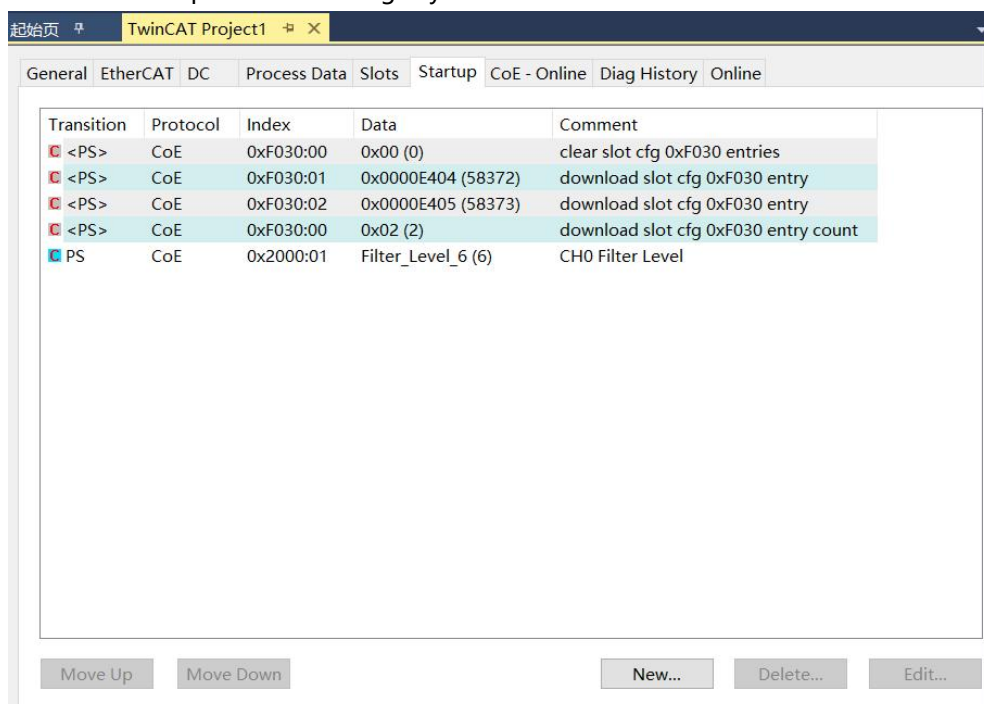 起始页 TwinCAT Project1
General EtherCAT DC Process Data Slots Startup CoE - Online Diag History Online
Transition Protocol Index Data Comment
C <PS> CoE 0xF030:00 0x00 (0) clear slot cfg 0xF030 entries
C <PS> CoE 0xF030:01 0x0000E404 (58372) download slot cfg 0xF030 entry
C <PS> CoE 0xF030:02 0x0000E405 (58373) download slot cfg 0xF030 entry
C <PS> CoE 0xF030:00 0x02 (2) download slot cfg 0xF030 entry count
C PS CoE 0x2000:01 Filter_Level_6 (6) CH0 Filter Level
Move Up Move Down New... Delete... Edit...